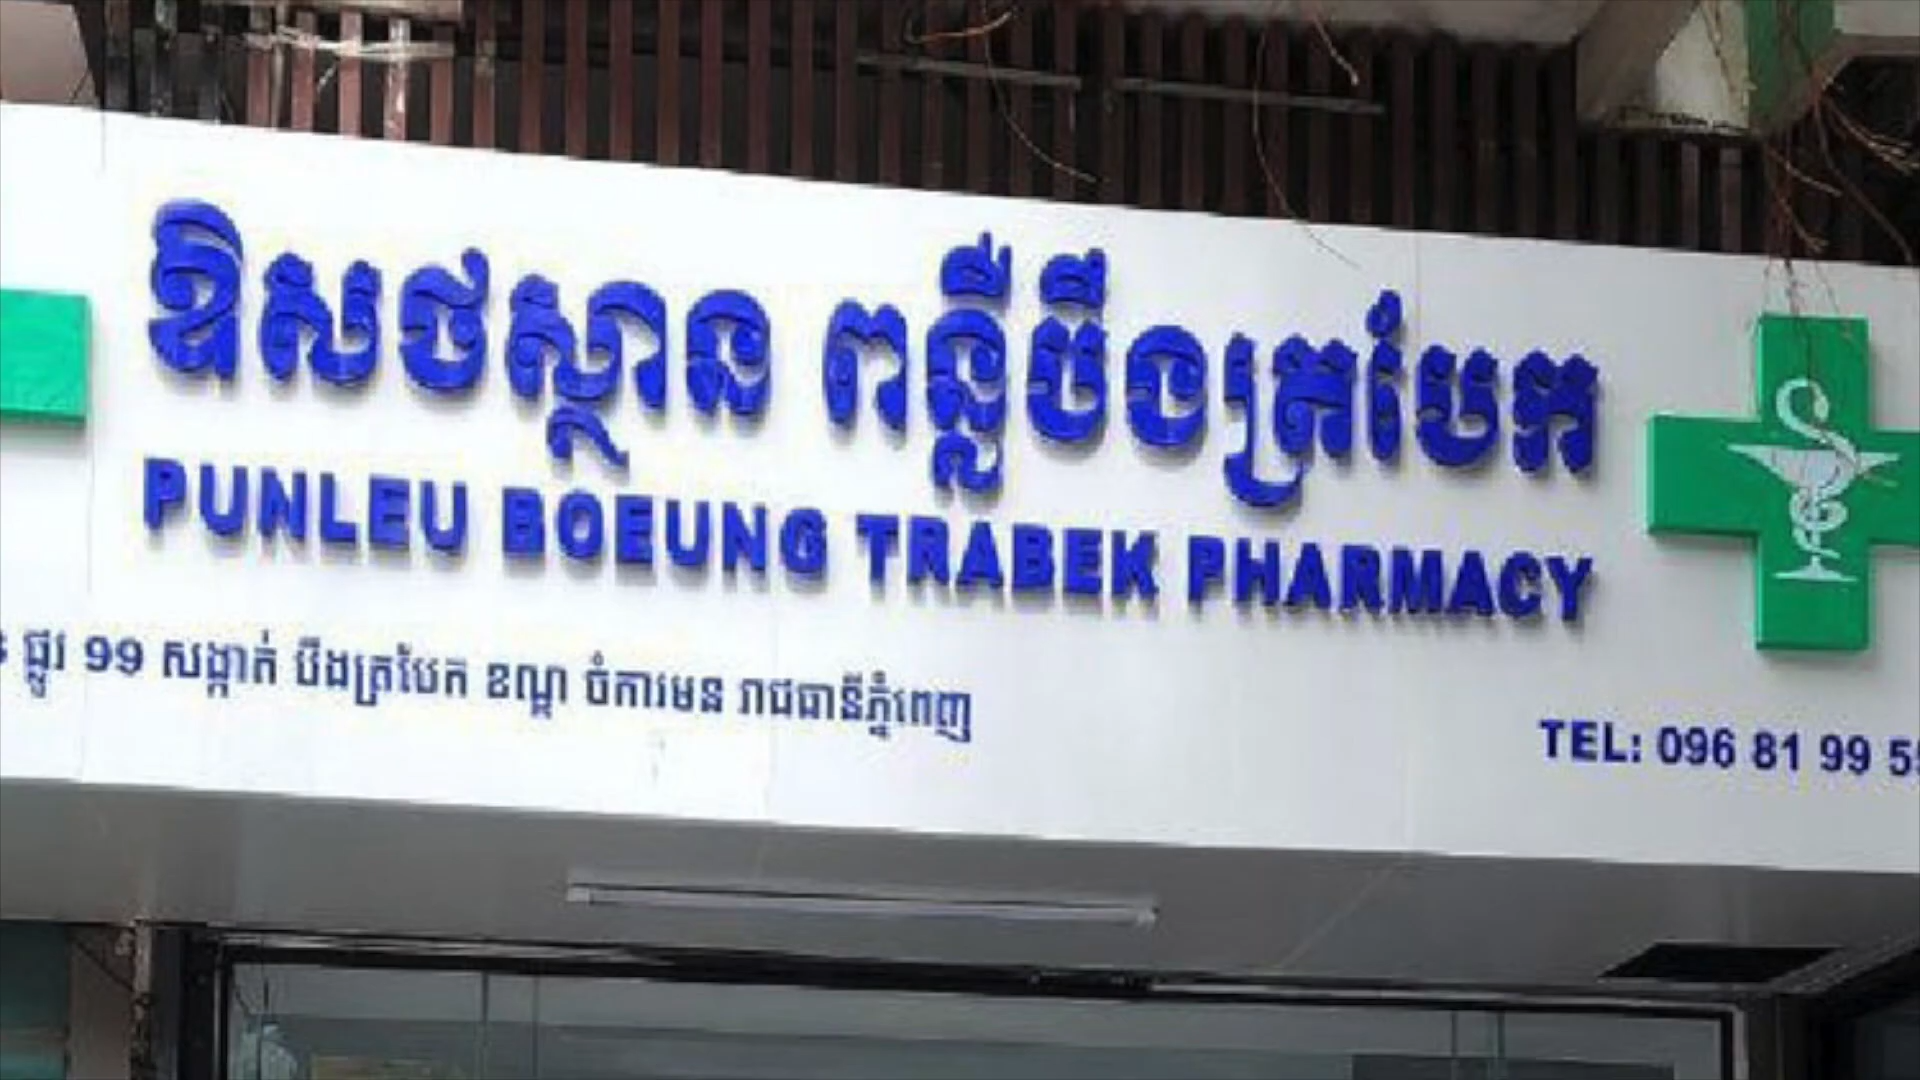 ឱសថស្ថាន ពន្លឺបឹងត្របែក
PUNLEU BOEUNG TRABEK PHARMACY
ផ្លូវ 99 សង្កាត់ បឹងត្របែក ខណ្ឌ ចំការមន រាជធានីភ្នំពេញ
TEL: 096 81 99 5